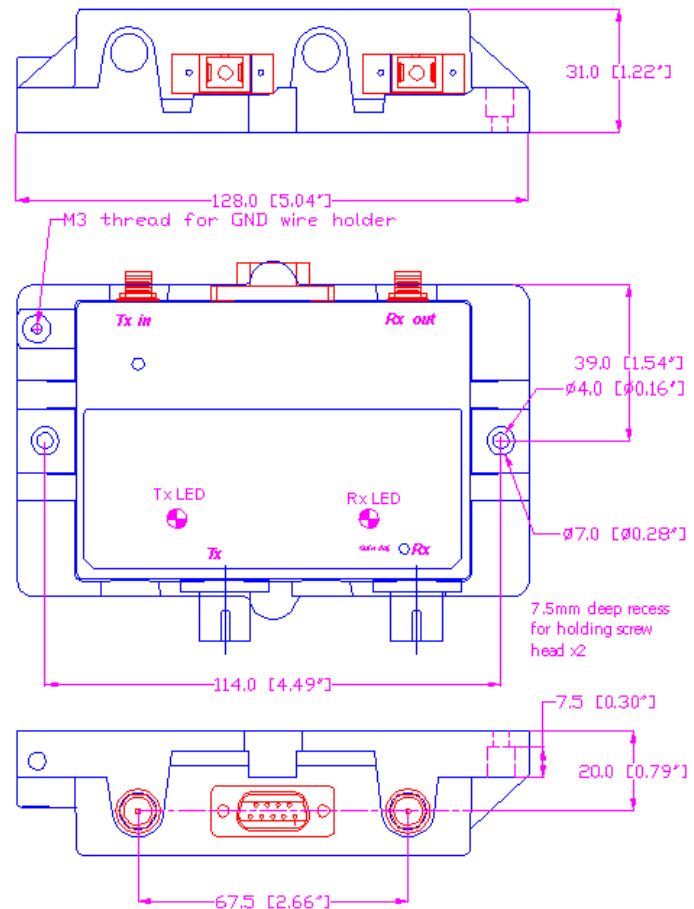 31.0 [1.22"]
128.0 [5.04"]
M3 thread for GND wire holder
Tx in
Rx out
39.0 [1.54"]
ø4.0 [ø0.16"]
Tx LED
Rx LED
Tx
Rx
ø7.0 [ø0.28"]
7.5mm deep recess
for holding screw
head x2
114.0 [4.49"]
7.5 [0.30"]
20.0 [0.79"]
67.5 [2.66"]